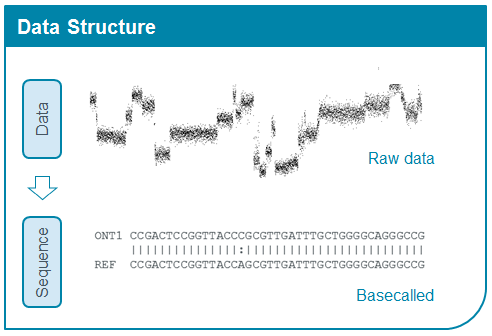 Data Structure
Data
Raw data
Sequence
ONT1 CCGACTCCGGTTACCCGCGTTGATTTGCTGGGGCAGGGCCG
|||||||||||||||:|||||||||||||||||||||||||
REF CCGACTCCGGTTACCAGCGTTGATTTGCTGGGGCAGGGCCG
Basecalled